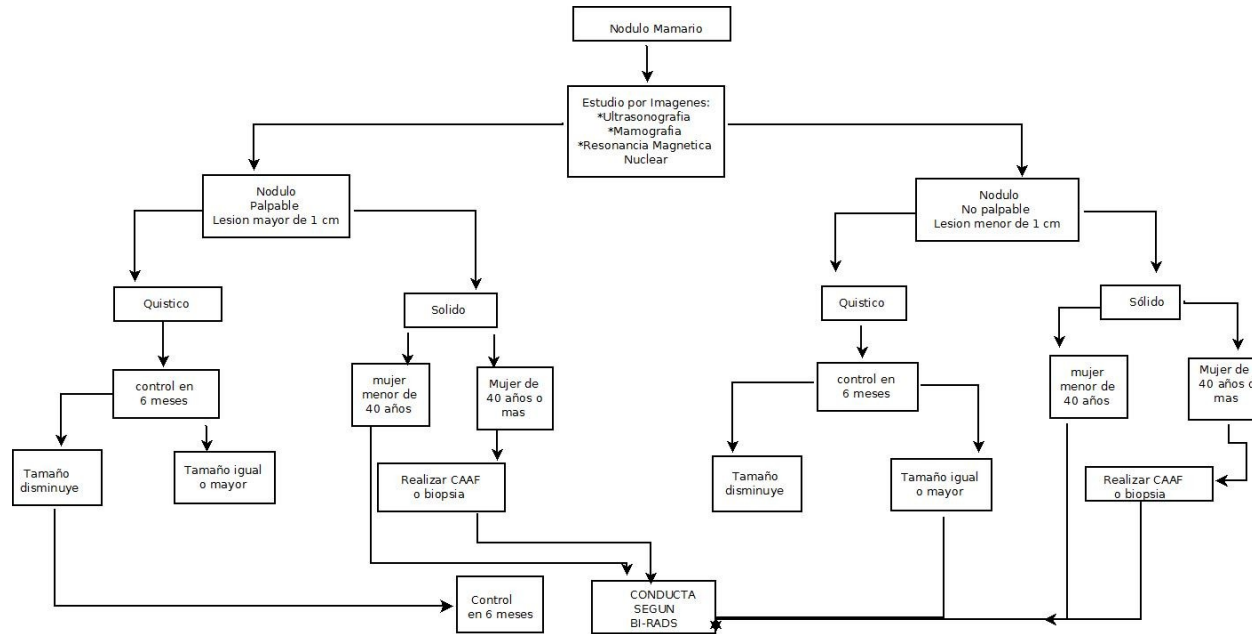 Nodulo Mamario
Estudio por Imagenes:
*Ultrasonografia
*Mamografia
*Resonancia Magnetica
Nuclear
Nodulo
Palpable
Lesion mayor de 1 cm
Nodulo
No palpable
Lesion menor de 1 cm
Quistico
Solido
Quistico
Sólido
control en
6 meses
mujer
menor de
40 años
Mujer de
40 años o
mas
control en
6 meses
mujer
menor de
40 años
Mujer de
40 años o
mas
Tamaño
disminuye
Tamaño igual
o mayor
Realizar CAAF
o biopsia
Tamaño
disminuye
Tamaño igual
o mayor
Realizar CAAF
o biopsia
Control
en 6 meses
CONDUCTA
SEGUN
BI-RADS